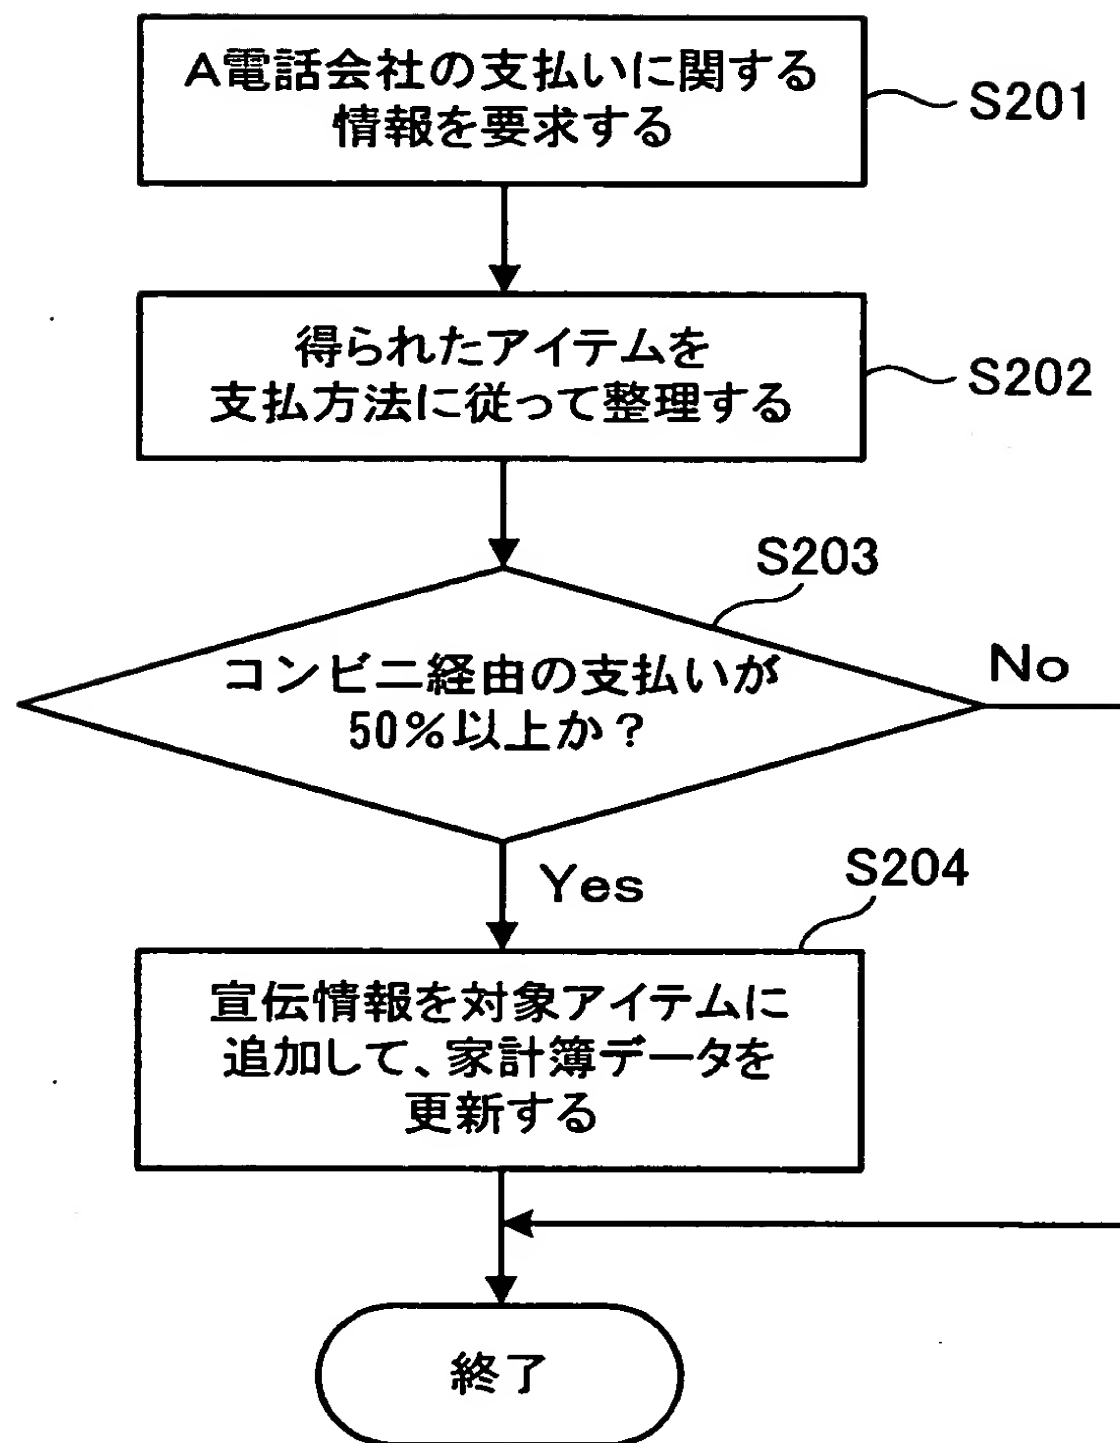 A電話会社の支払いに関する
情報を要求する
S201
得られたアイテムを
支払方法に従って整理する
S202
S203
コンビニ経由の支払いが
50%以上か?
No
Yes
S204
宣伝情報を対象アイテムに
追加して、家計簿データを
更新する
終了